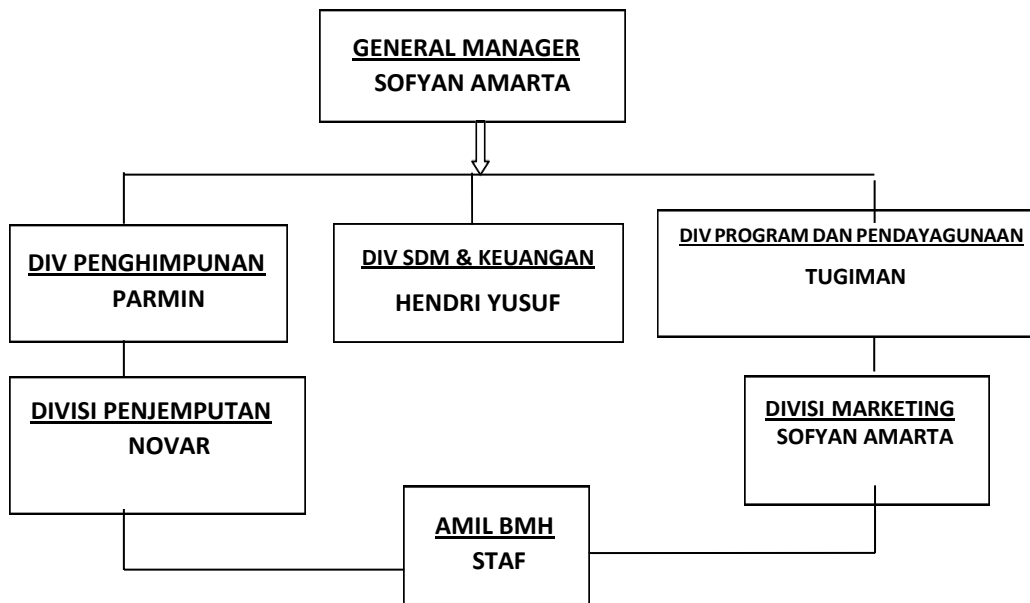 GENERAL MANAGER
SOFYAN AMARTA
DIV PENGHIMPUNAN
PARMIN
DIV SDM & KEUANGAN
HENDRI YUSUF
DIV PROGRAM DAN PENDAYAGUNAAN
TUGIMAN
DIVISI PENJEMPUTAN
NOVAR
DIVISI MARKETING
SOFYAN AMARTA
AMIL BMH
STAF